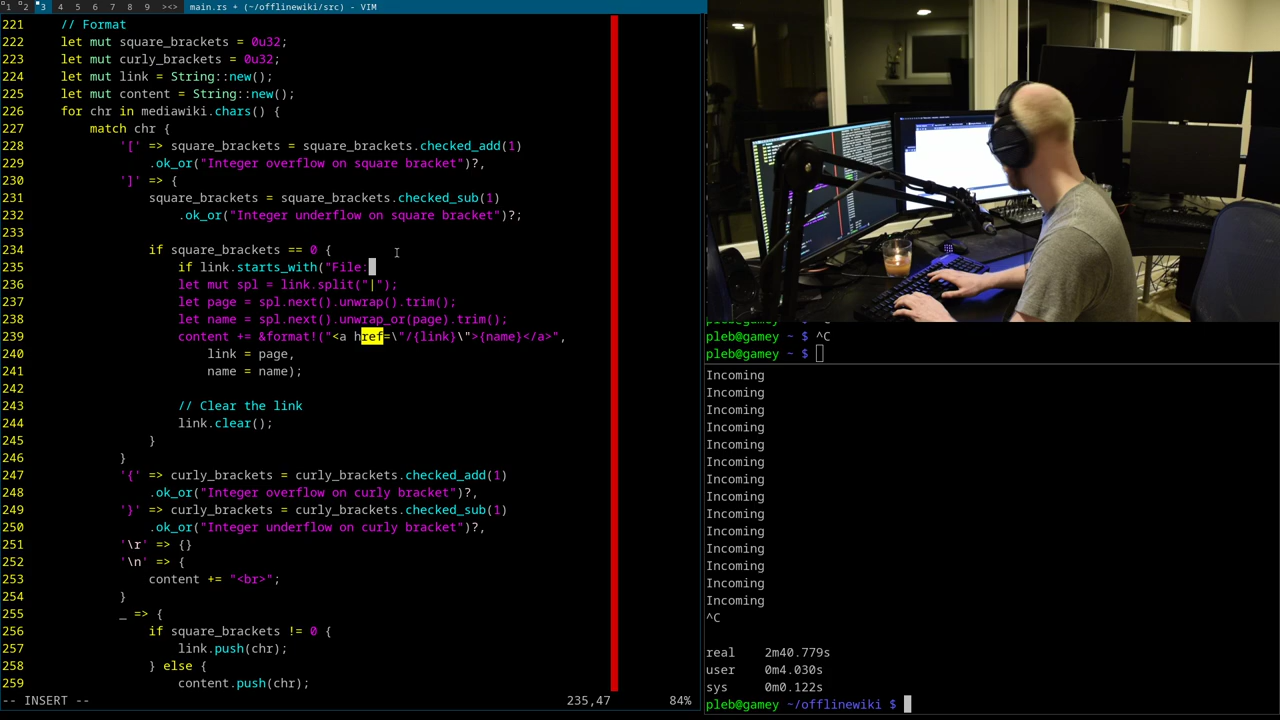 1 2 3 4 5 6 7 8 9 ><> main.rs + (~/offlinewiki/src) - VIM
221 // Format
222 let mut square_brackets = 0u32;
223 let mut curly_brackets = 0u32;
224 let mut link = String::new();
225 let mut content = String::new();
226 for chr in mediawiki.chars() {
227 match chr {
228 '[' => square_brackets = square_brackets.checked_add(1)
229 .ok_or("Integer overflow on square bracket")?,
230 ']' => {
231 square_brackets = square_brackets.checked_sub(1)
232 .ok_or("Integer underflow on square bracket")?;
233
234 if square_brackets == 0 {
235 if link.starts_with("File:
236 let mut spl = link.split("|");
237 let page = spl.next().unwrap().trim();
238 let name = spl.next().unwrap_or(page).trim();
239 content += &format!("<a href=\"/{link}\">{name}</a>",
240 link = page,
241 name = name);
242
243 // Clear the link
244 link.clear();
245 }
246 }
247 '{' => curly_brackets = curly_brackets.checked_add(1)
248 .ok_or("Integer overflow on curly bracket")?,
249 '}' => curly_brackets = curly_brackets.checked_sub(1)
250 .ok_or("Integer underflow on curly bracket")?,
251 '\r' => {}
252 '\n' => {
253 content += "<br>";
254 }
255 _ => {
256 if square_brackets != 0 {
257 link.push(chr);
258 } else {
259 content.push(chr);
-- INSERT -- 235,47 84%
pleb@gamey ~ $ ^C
pleb@gamey ~ $
Incoming
Incoming
Incoming
Incoming
Incoming
Incoming
Incoming
Incoming
Incoming
Incoming
Incoming
Incoming
Incoming
Incoming
^C
real 2m40.779s
user 0m4.030s
sys 0m0.122s
pleb@gamey ~/offlinewiki $